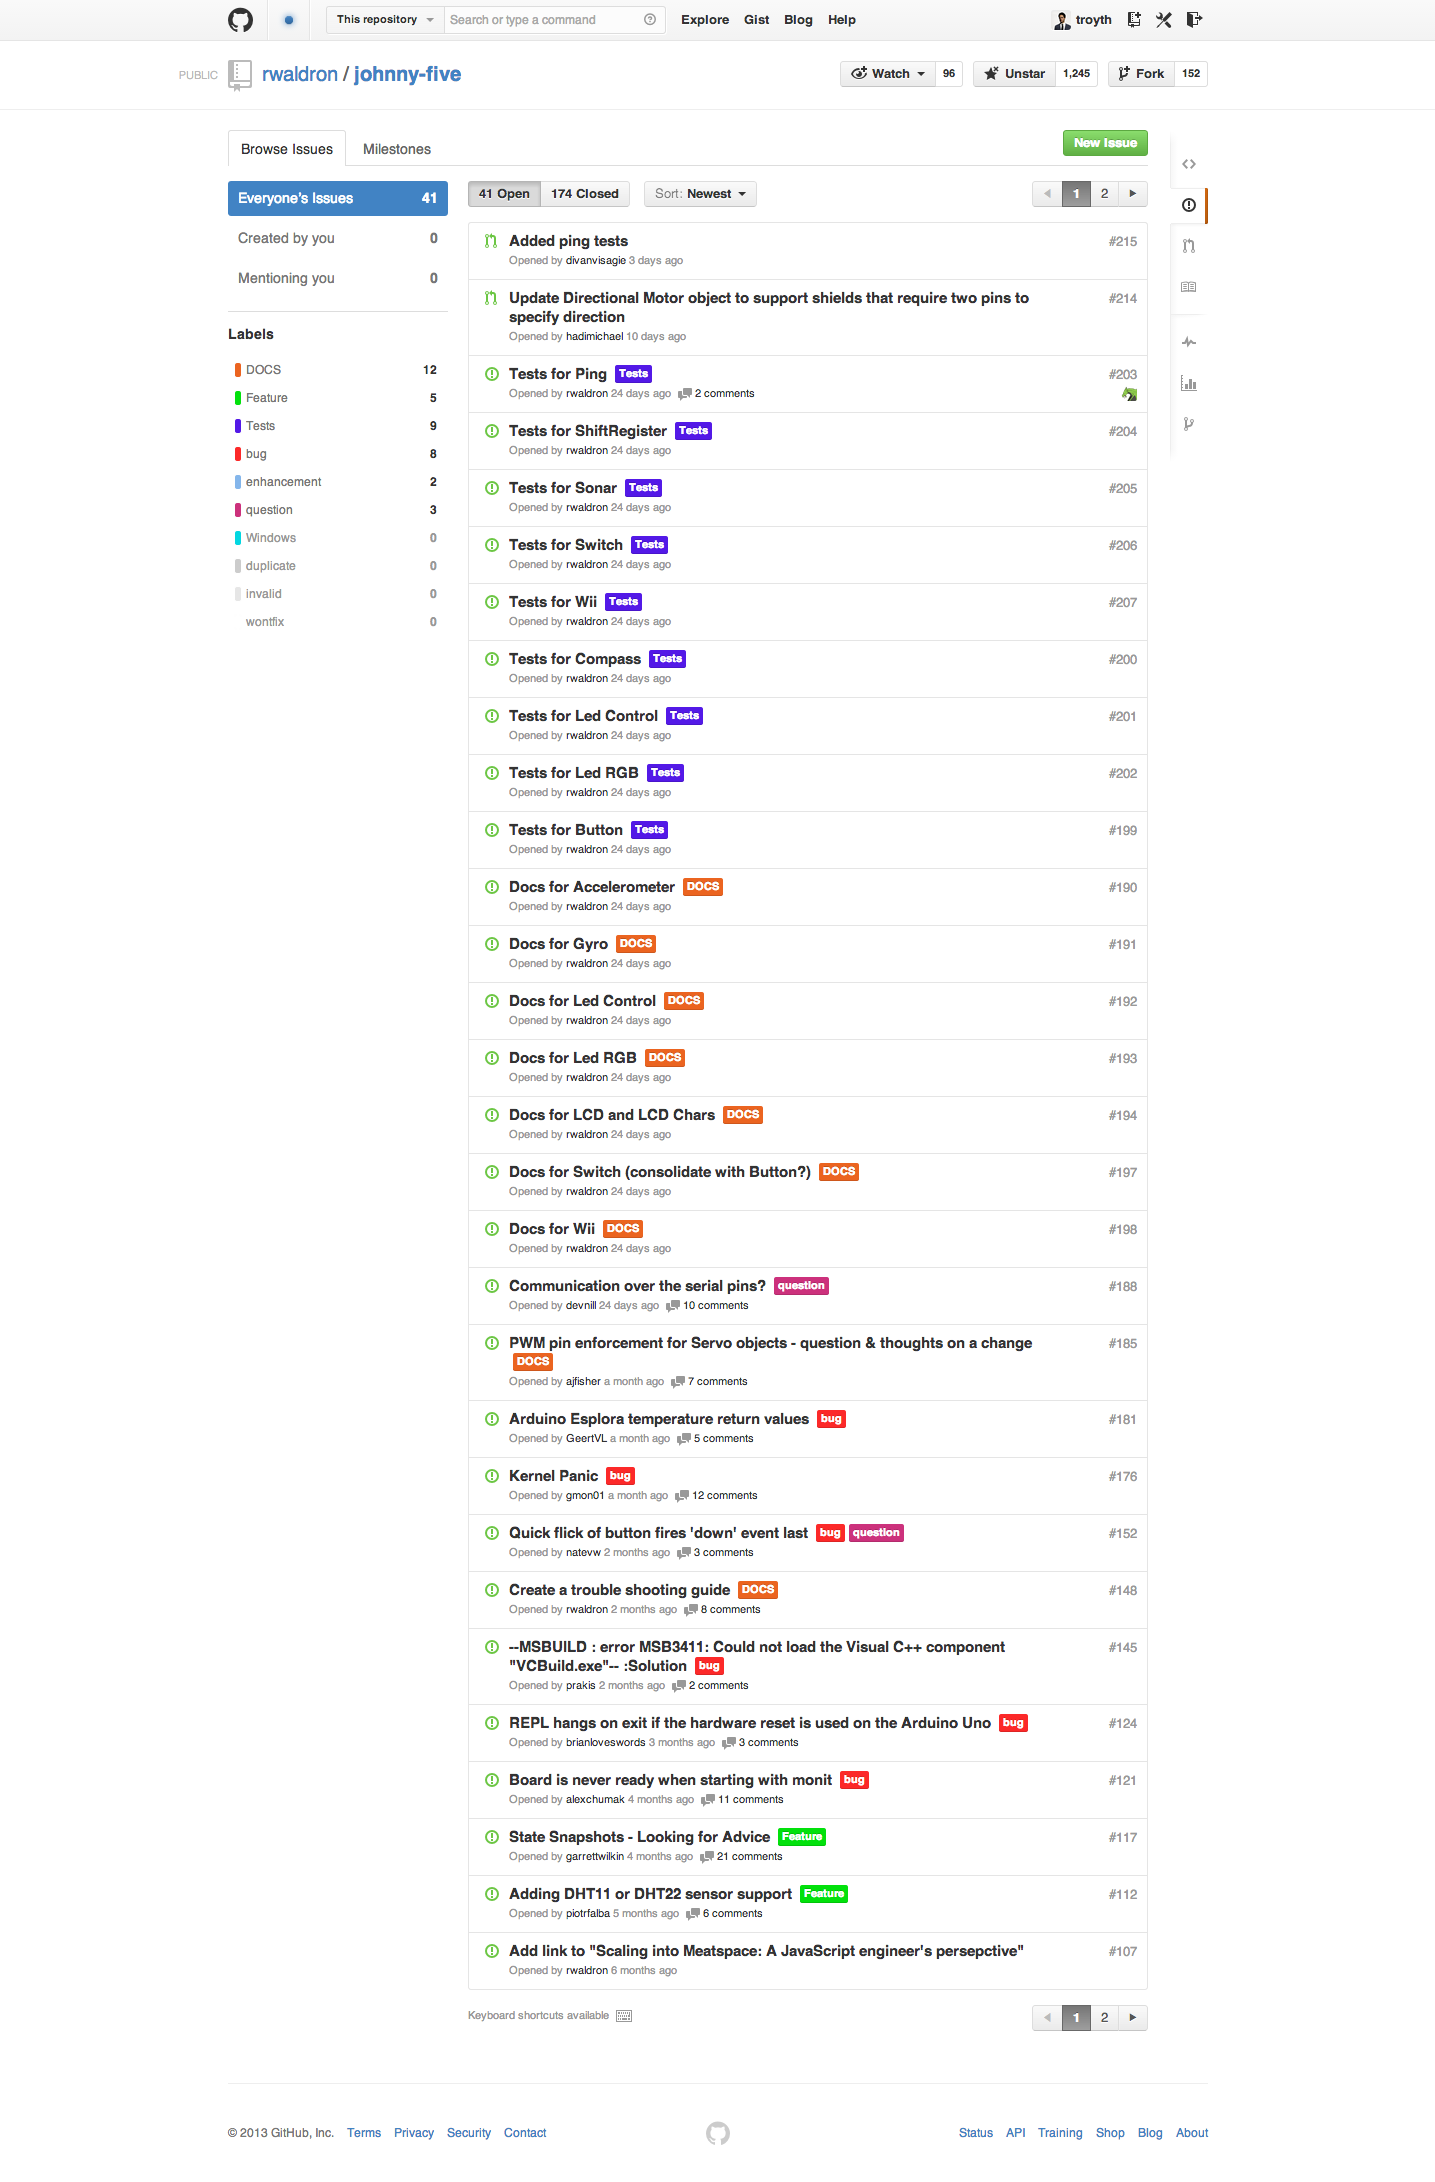 This repository Search or type a command Explore Gist Blog Help troyth
PUBLIC rwaldron / johnny-five Watch 96 Unstar 1,245 Fork 152
Browse Issues Milestones New Issue
Everyone's Issues 41
Created by you 0
Mentioning you 0
Labels
DOCS 12
Feature 5
Tests 9
bug 8
enhancement 2
question 3
Windows 0
duplicate 0
invalid 0
wontfix 0
41 Open 174 Closed Sort: Newest 1 2
Added ping tests #215
Opened by divanvisagie 3 days ago
Update Directional Motor object to support shields that require two pins to #214
specify direction
Opened by hadimichael 10 days ago
Tests for Ping Tests #203
Opened by rwaldron 24 days ago 2 comments
Tests for ShiftRegister Tests #204
Opened by rwaldron 24 days ago
Tests for Sonar Tests #205
Opened by rwaldron 24 days ago
Tests for Switch Tests #206
Opened by rwaldron 24 days ago
Tests for Wii Tests #207
Opened by rwaldron 24 days ago
Tests for Compass Tests #200
Opened by rwaldron 24 days ago
Tests for Led Control Tests #201
Opened by rwaldron 24 days ago
Tests for Led RGB Tests #202
Opened by rwaldron 24 days ago
Tests for Button Tests #199
Opened by rwaldron 24 days ago
Docs for Accelerometer DOCS #190
Opened by rwaldron 24 days ago
Docs for Gyro DOCS #191
Opened by rwaldron 24 days ago
Docs for Led Control DOCS #192
Opened by rwaldron 24 days ago
Docs for Led RGB DOCS #193
Opened by rwaldron 24 days ago
Docs for LCD and LCD Chars DOCS #194
Opened by rwaldron 24 days ago
Docs for Switch (consolidate with Button?) DOCS #197
Opened by rwaldron 24 days ago
Docs for Wii DOCS #198
Opened by rwaldron 24 days ago
Communication over the serial pins? question #188
Opened by devnill 24 days ago 10 comments
PWM pin enforcement for Servo objects - question & thoughts on a change #185
DOCS
Opened by ajfisher a month ago 7 comments
Arduino Esplora temperature return values bug #181
Opened by GeertVL a month ago 5 comments
Kernel Panic bug #176
Opened by gmon01 a month ago 12 comments
Quick flick of button fires 'down' event last bug question #152
Opened by natevw 2 months ago 3 comments
Create a trouble shooting guide DOCS #148
Opened by rwaldron 2 months ago 8 comments
--MSBUILD : error MSB3411: Could not load the Visual C++ component #145
"VCBuild.exe"-- :Solution bug
Opened by prakis 2 months ago 2 comments
REPL hangs on exit if the hardware reset is used on the Arduino Uno bug #124
Opened by brianloveswords 3 months ago 3 comments
Board is never ready when starting with monit bug #121
Opened by alexchumak 4 months ago 11 comments
State Snapshots - Looking for Advice Feature #117
Opened by garrettwilkin 4 months ago 21 comments
Adding DHT11 or DHT22 sensor support Feature #112
Opened by piotrfalba 5 months ago 6 comments
Add link to "Scaling into Meatspace: A JavaScript engineer's persepctive" #107
Opened by rwaldron 6 months ago
Keyboard shortcuts available 1 2
© 2013 GitHub, Inc. Terms Privacy Security Contact Status API Training Shop Blog About